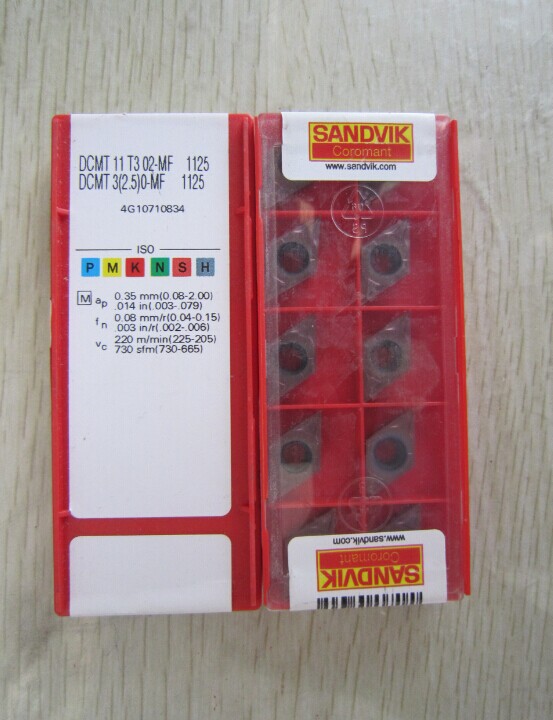 DCMT 11 T3 02-MF 1125
DCMT 3(2.5)0-MF 1125
4G10710834
ISO
P M K N S H
M ap 0.35 mm(0.08-2.00)
.014 in(.003-.079)
fn 0.08 mm/r(0.04-0.15)
.003 in/r(.002-.006)
vc 220 m/min(225-205)
730 sfm(730-665)
SANDVIK
Coromant
www.sandvik.com
www.sandvik.com
Coromant
SANDVIK